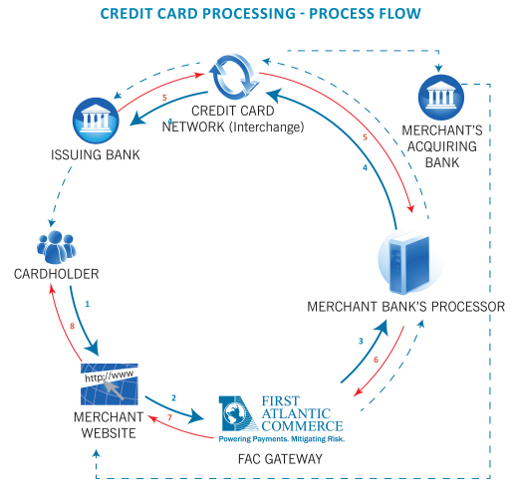 CREDIT CARD PROCESSING - PROCESS FLOW
CREDIT CARD
NETWORK (Interchange)
5
4
ISSUING BANK
MERCHANT'S
ACQUIRING
BANK
5
4
CARDHOLDER
MERCHANT BANK'S PROCESSOR
1
8
http://www
MERCHANT
WEBSITE
2
7
3
6
FIRST
ATLANTIC
COMMERCE
Powering Payments. Mitigating Risk.
FAC GATEWAY